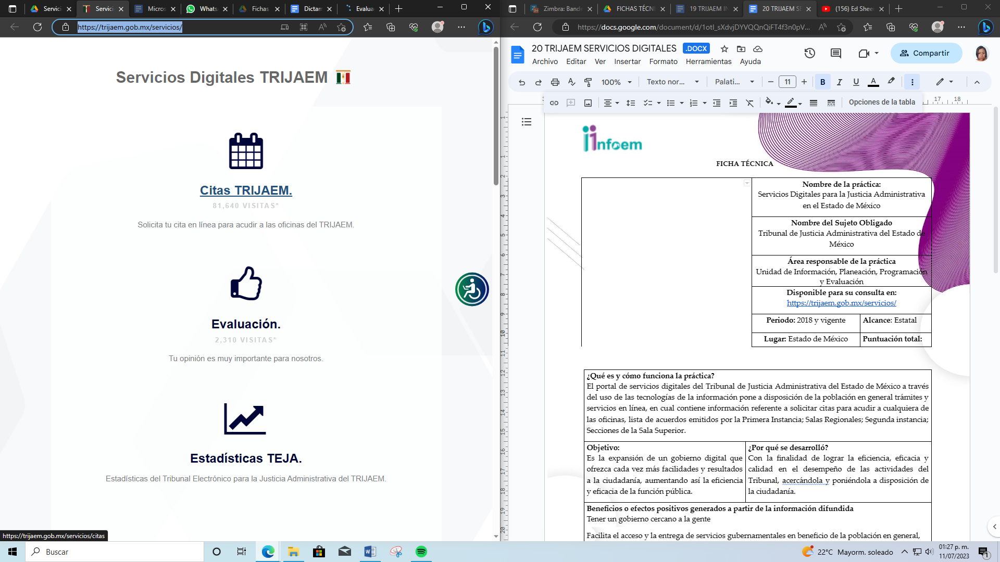 Servici
Servici
Micros
Whats
Fichas
Dictam
Evalua
https://trijaem.gob.mx/servicios/
Servicios Digitales TRIJAEM
Citas TRIJAEM.
81,640 VISITAS*
Solicita tu cita en línea para acudir a las oficinas del TRIJAEM.
Evaluación.
2,310 VISITAS*
Tu opinión es muy importante para nosotros.
Estadísticas TEJA.
Estadísticas del Tribunal Electrónico para la Justicia Administrativa del TRIJAEM.
https://trijaem.gob.mx/servicios/citas
Zimbra: Bande
FICHAS TÉCNI
19 TRIJAEM IN
20 TRIJAEM SE
(156) Ed Sheer
https://docs.google.com/document/d/1otI_sXdvjDYVQQnQiFT4f3n0pV...
20 TRIJAEM SERVICIOS DIGITALES .DOCX
Archivo Editar Ver Insertar Formato Herramientas Ayuda
Compartir
100% Texto nor... Palati... 11
Opciones de la tabla
17 18
infoem
FICHA TÉCNICA
Nombre de la práctica:
Servicios Digitales para la Justicia Administrativa
en el Estado de México
Nombre del Sujeto Obligado
Tribunal de Justicia Administrativa del Estado de
México
Área responsable de la práctica
Unidad de Información, Planeación, Programación
y Evaluación
Disponible para su consulta en:
https://trijaem.gob.mx/servicios/
Periodo: 2018 y vigente Alcance: Estatal
Lugar: Estado de México Puntuación total:
¿Qué es y cómo funciona la práctica?
El portal de servicios digitales del Tribunal de Justicia Administrativa del Estado de México a través
del uso de las tecnologías de la información pone a disposición de la población en general trámites y
servicios en línea, en cual contiene información referente a solicitar citas para acudir a cualquiera de
las oficinas, lista de acuerdos emitidos por la Primera Instancia; Salas Regionales; Segunda instancia;
Secciones de la Sala Superior.
Objetivo:
Es la expansión de un gobierno digital que
ofrezca cada vez más facilidades y resultados
a la ciudadanía, aumentando así la eficiencia
y eficacia de la función pública.
¿Por qué se desarrolló?
Con la finalidad de lograr la eficiencia, eficacia y
calidad en el desempeño de las actividades del
Tribunal, acercándola y poniéndola a disposición de
la ciudadanía.
Beneficios o efectos positivos generados a partir de la información difundida
Tener un gobierno cercano a la gente
Facilita el acceso y la entrega de servicios gubernamentales en beneficio de la población en general,
Buscar
22°C Mayorm. soleado
01:27 p. m.
11/07/2023
1